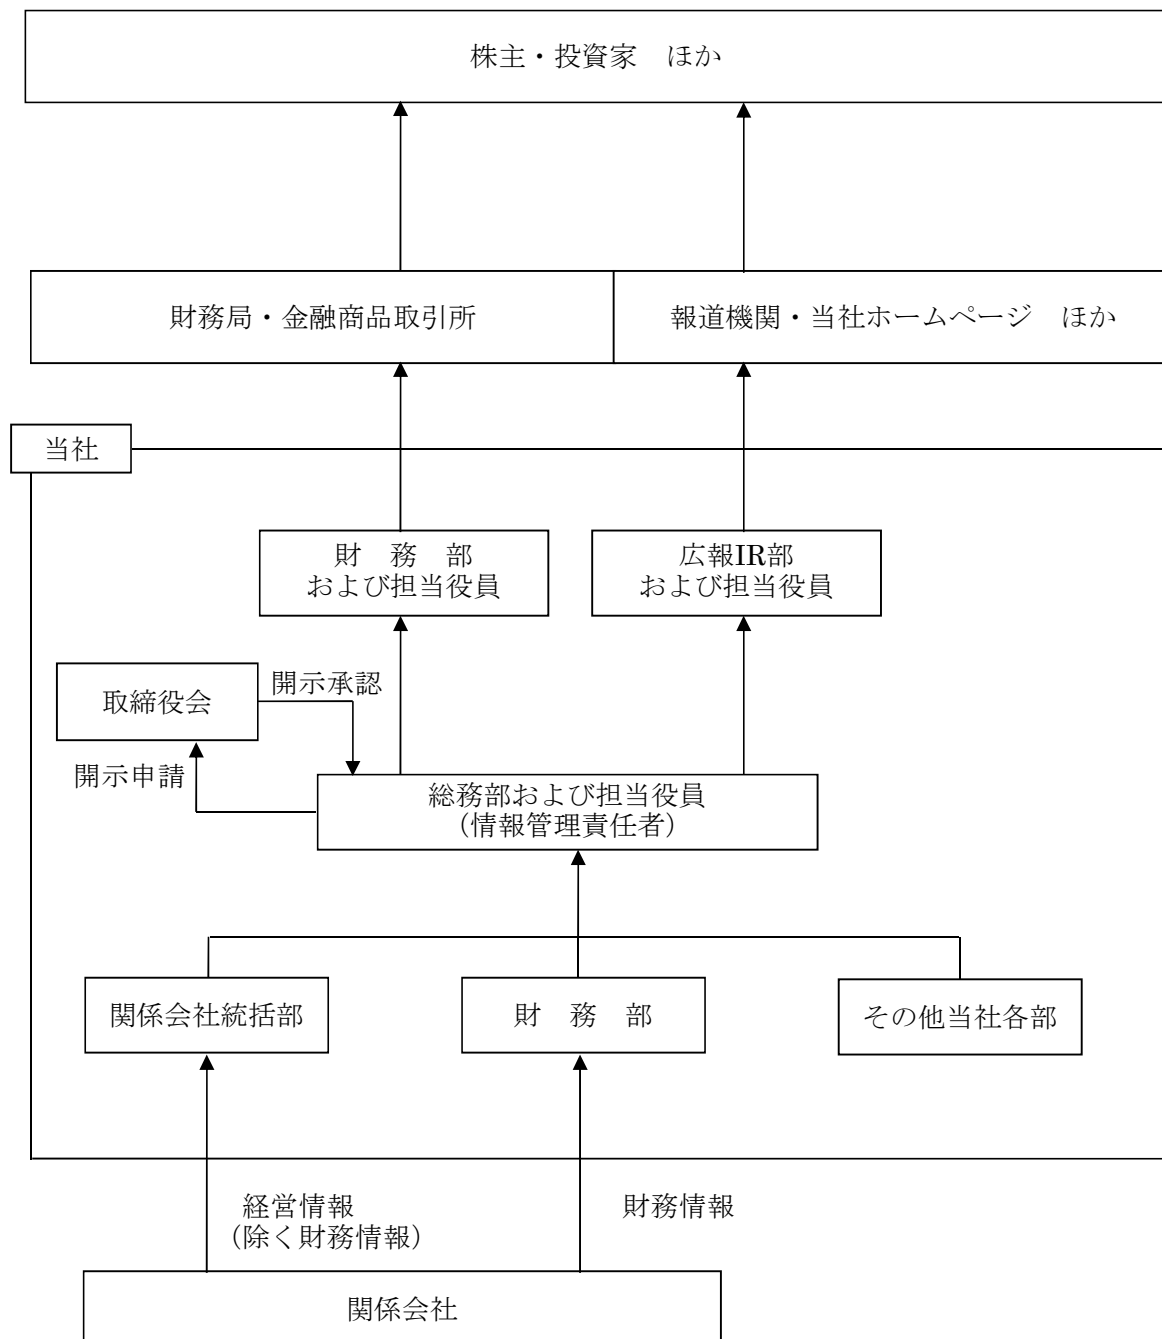 株主・投資家　ほか
財務局・金融商品取引所
報道機関・当社ホームページ　ほか
当社
財　務　部
および担当役員
広報IR部
および担当役員
取締役会
開示承認
開示申請
総務部および担当役員
（情報管理責任者）
関係会社統括部
財　務　部
その他当社各部
経営情報
（除く財務情報）
財務情報
関係会社